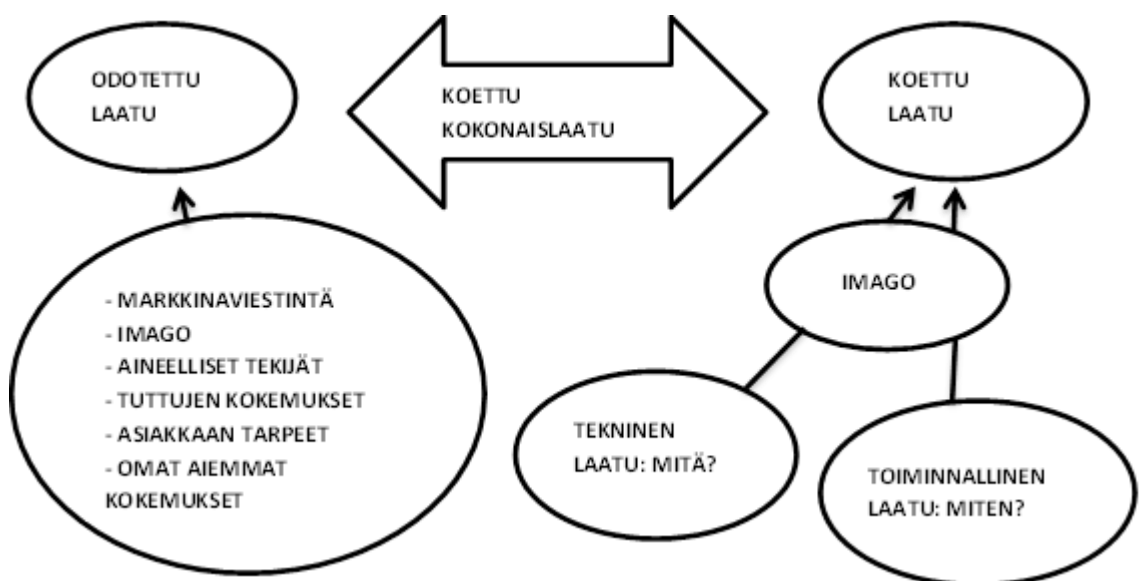 ODOTETTU
LAATU
KOETTU
KOKONAISLAATU
KOETTU
LAATU
- MARKKINAVIESTINTÄ
- IMAGO
- AINEELLISET TEKIJÄT
- TUTTUJEN KOKEMUKSET
- ASIAKKAAN TARPEET
- OMAT AIEMMAT
KOKEMUKSET
IMAGO
TEKNINEN
LAATU: MITÄ?
TOIMINNALLINEN
LAATU: MITEN?